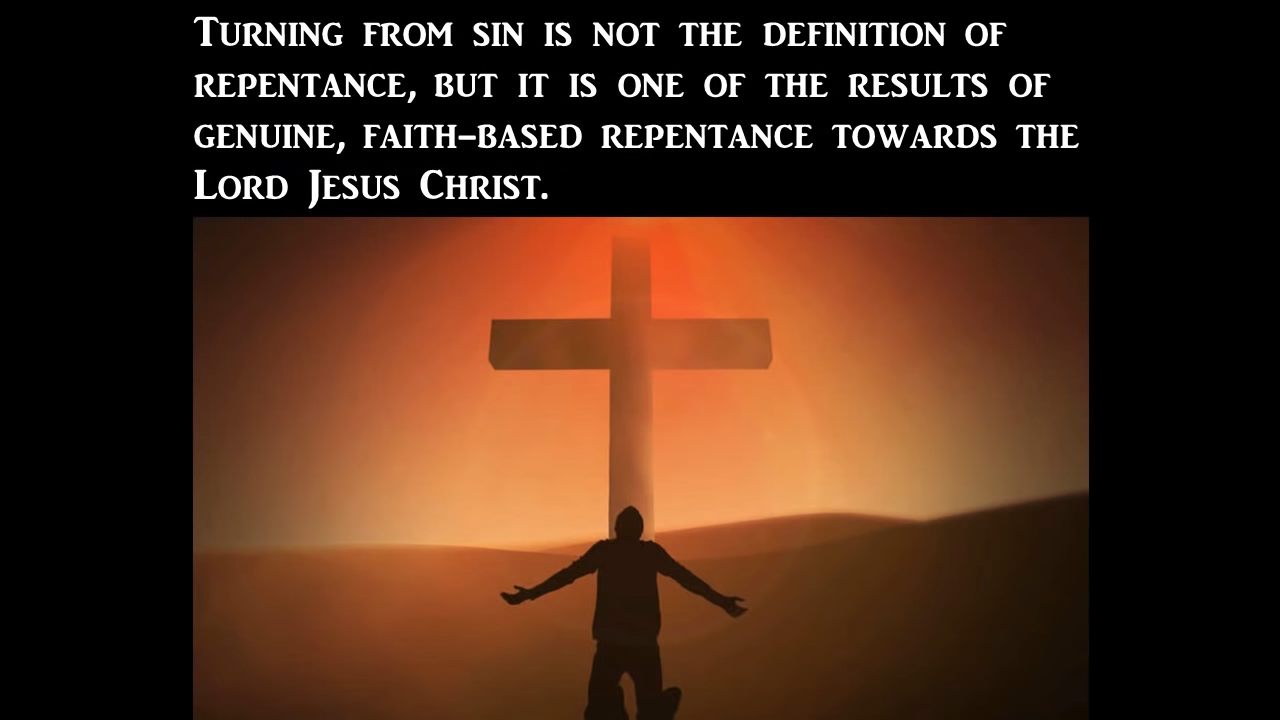 Turning from sin is not the definition of
repentance, but it is one of the results of
genuine, faith-based repentance towards the
Lord Jesus Christ.